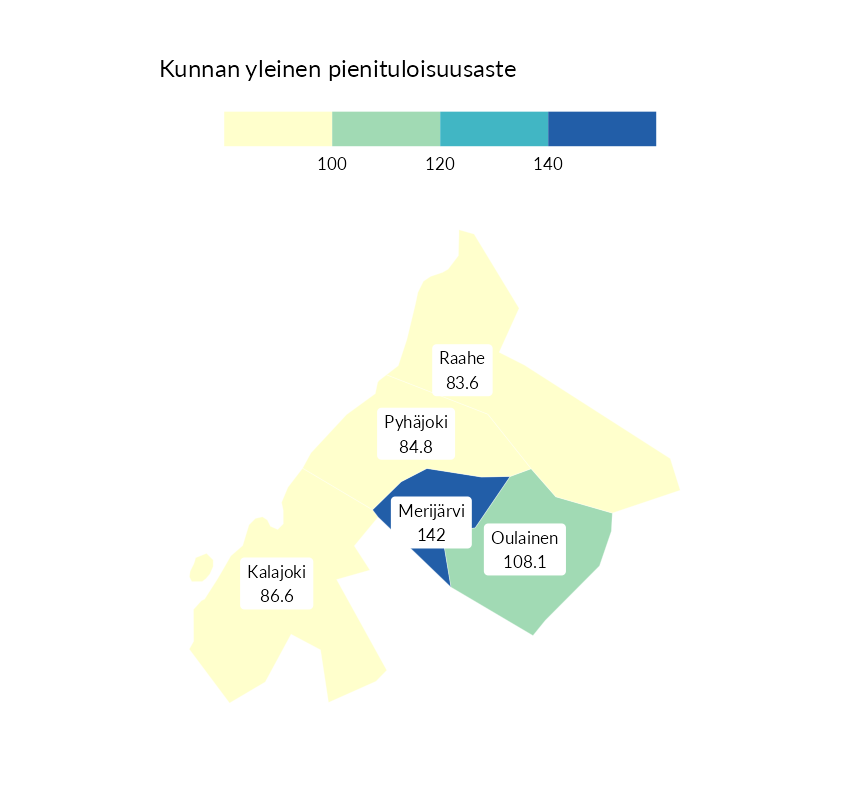 Kunnan yleinen pienituloisuusaste
100 120 140
Raahe
83.6
Pyhäjoki
84.8
Merijärvi
142
Oulainen
108.1
Kalajoki
86.6